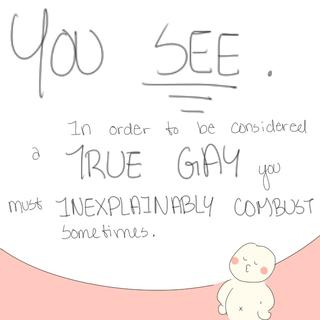 YOU SEE.
In order to be considered
a TRUE GAY you
must INEXPLAINABLY COMBUST
sometimes.